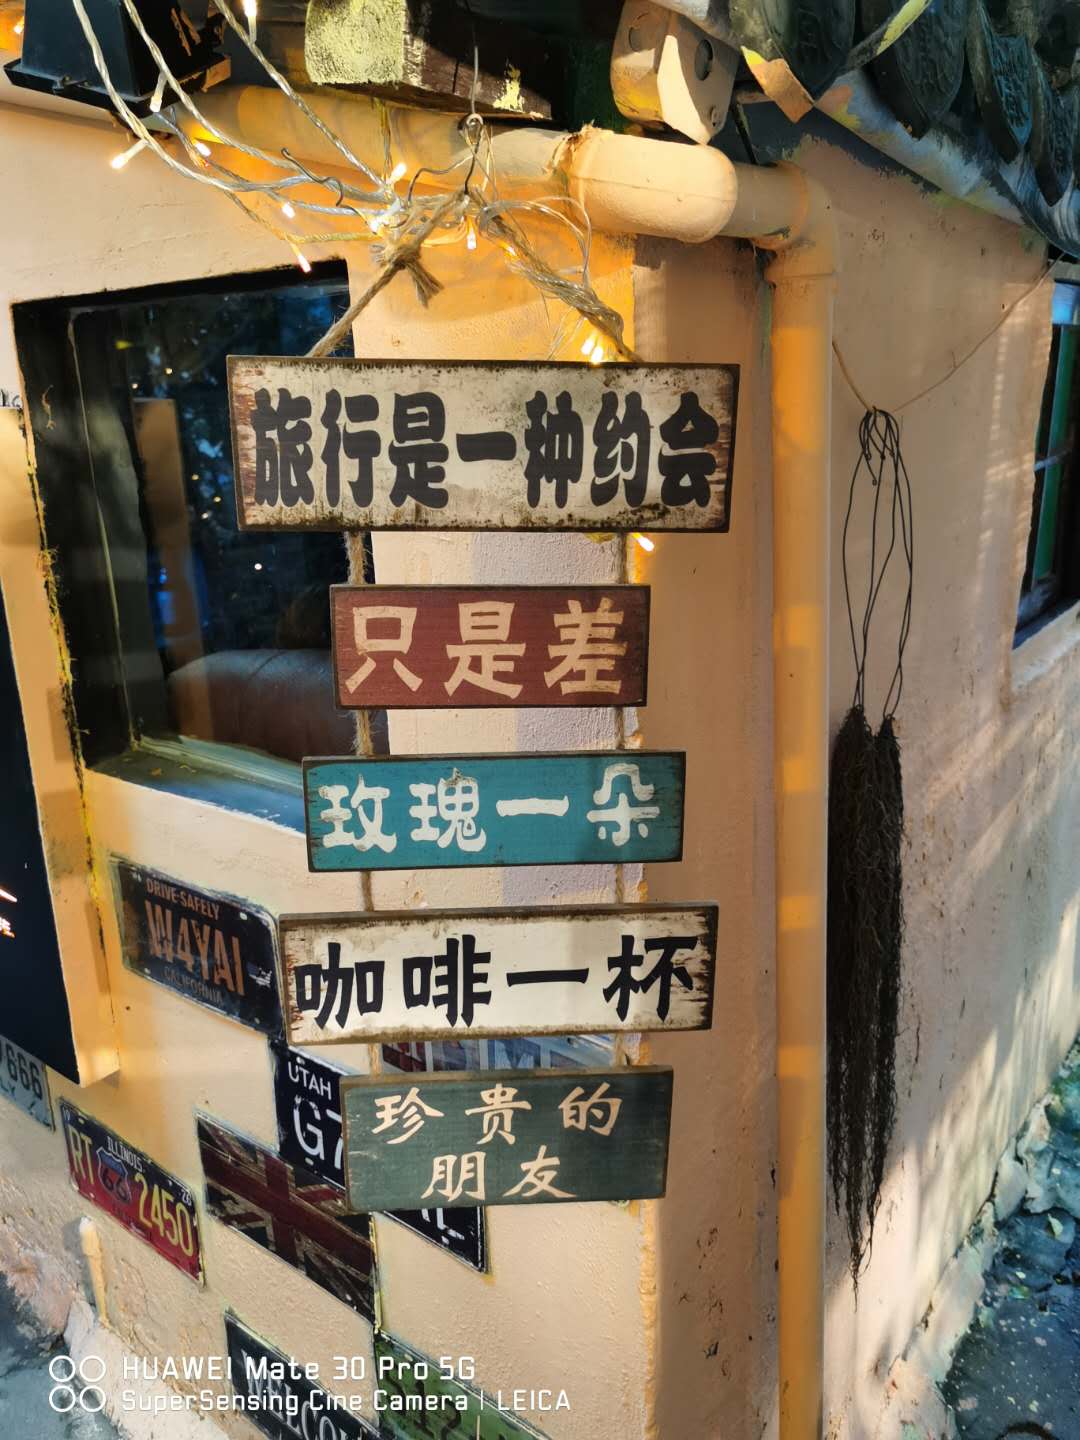 旅行是一种约会
只是差
玫瑰一朵
咖啡一杯
珍贵的
朋友
DRIVE SAFELY
W4YAI
CALIFORNIA
UTAH
G7
666
ILLINOIS
RT 66 2450
HUAWEI Mate 30 Pro 5G
SuperSensing Cine Camera | LEICA